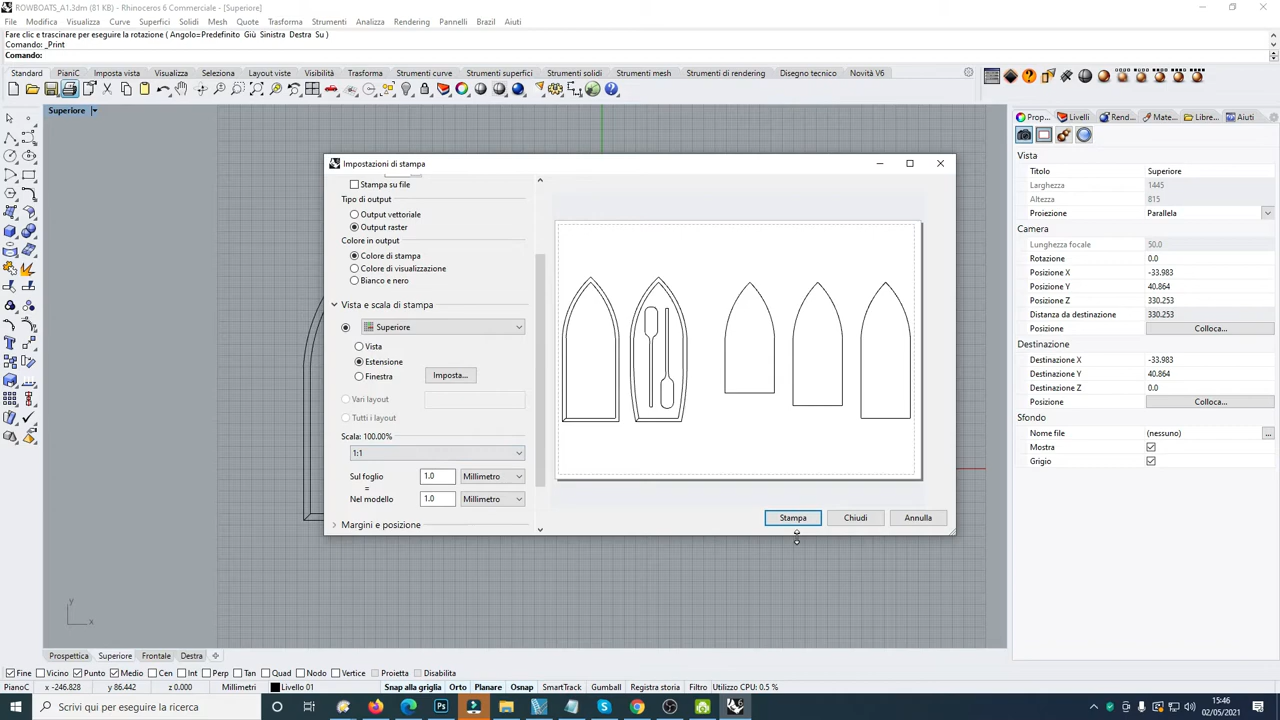 ROWBOATS_A1.3dm (81 KB) - Rhinoceros 6 Commerciale - [Superiore]
File Modifica Visualizza Curve Superfici Solidi Mesh Quote Trasforma Strumenti Analizza Rendering Pannelli Brazil Aiuti
Fare clic e trascinare per eseguire la rotazione ( Angolo=Predefinito Giù Sinistra Destra Su )
Comando: _Print
Comando:
Standard PianiC Imposta vista Visualizza Selezione Layout viste Visibilità Trasforma Strumenti curve Strumenti superfici Strumenti solidi Strumenti mesh Strumenti di rendering Disegno tecnico Novità V6
Superiore
Prop... Livelli Rend... Mate... Libre... Aiuti
Vista
Titolo Superiore
Larghezza 1445
Altezza 815
Proiezione Parallela
Camera
Lunghezza focale 50.0
Rotazione 0.0
Posizione X -33.983
Posizione Y 40.864
Posizione Z 330.253
Distanza da destinazione 330.253
Posizione Colloca...
Destinazione
Destinazione X -33.983
Destinazione Y 40.864
Destinazione Z 0.0
Posizione Colloca...
Sfondo
Nome file (nessuno) ...
Mostra
Grigio
Impostazioni di stampa
Stampa su file
Tipo di output
Output vettoriale
Output raster
Colore in output
Colore di stampa
Colore di visualizzazione
Bianco e nero
Vista e scala di stampa
Superiore
Vista
Estensione
Finestra Imposta...
Vari layout
Tutti i layout
Scala: 100.00%
1:1
Sul foglio 1.0 Millimetro
=
Nel modello 1.0 Millimetro
Margini e posizione
Stampa Chiudi Annulla
y
x
Prospettica Superiore Frontale Destra
Fine Vicino Punto Medio Cen Int Perp Tan Quad Nodo Vertice Proietta Disabilita
PianoC x -246.828 y 86.442 z 0.000 Millimetri Livello 01 Snap alla griglia Orto Planare Osnap SmartTrack Gumball Registra storia Filtro Utilizzo CPU: 0.5 %
Scrivi qui per eseguire la ricerca
15:46
02/05/2021